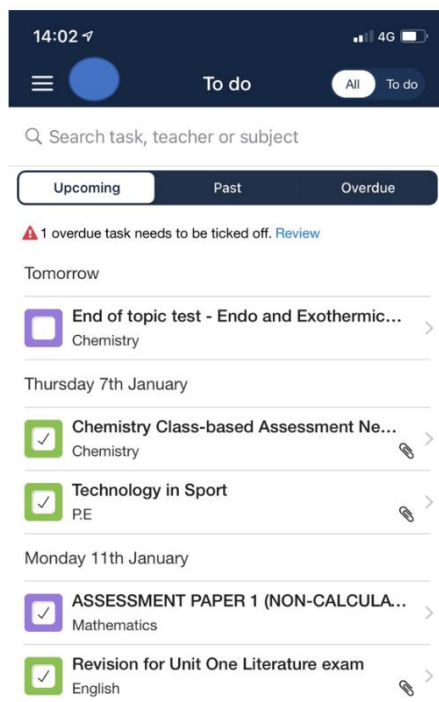 14:02
4G
To do
All
To do
Search task, teacher or subject
Upcoming
Past
Overdue
1 overdue task needs to be ticked off. Review
Tomorrow
End of topic test - Endo and Exothermic...
Chemistry
Thursday 7th January
Chemistry Class-based Assessment Ne...
Chemistry
Technology in Sport
P.E
Monday 11th January
ASSESSMENT PAPER 1 (NON-CALCULA...
Mathematics
Revision for Unit One Literature exam
English